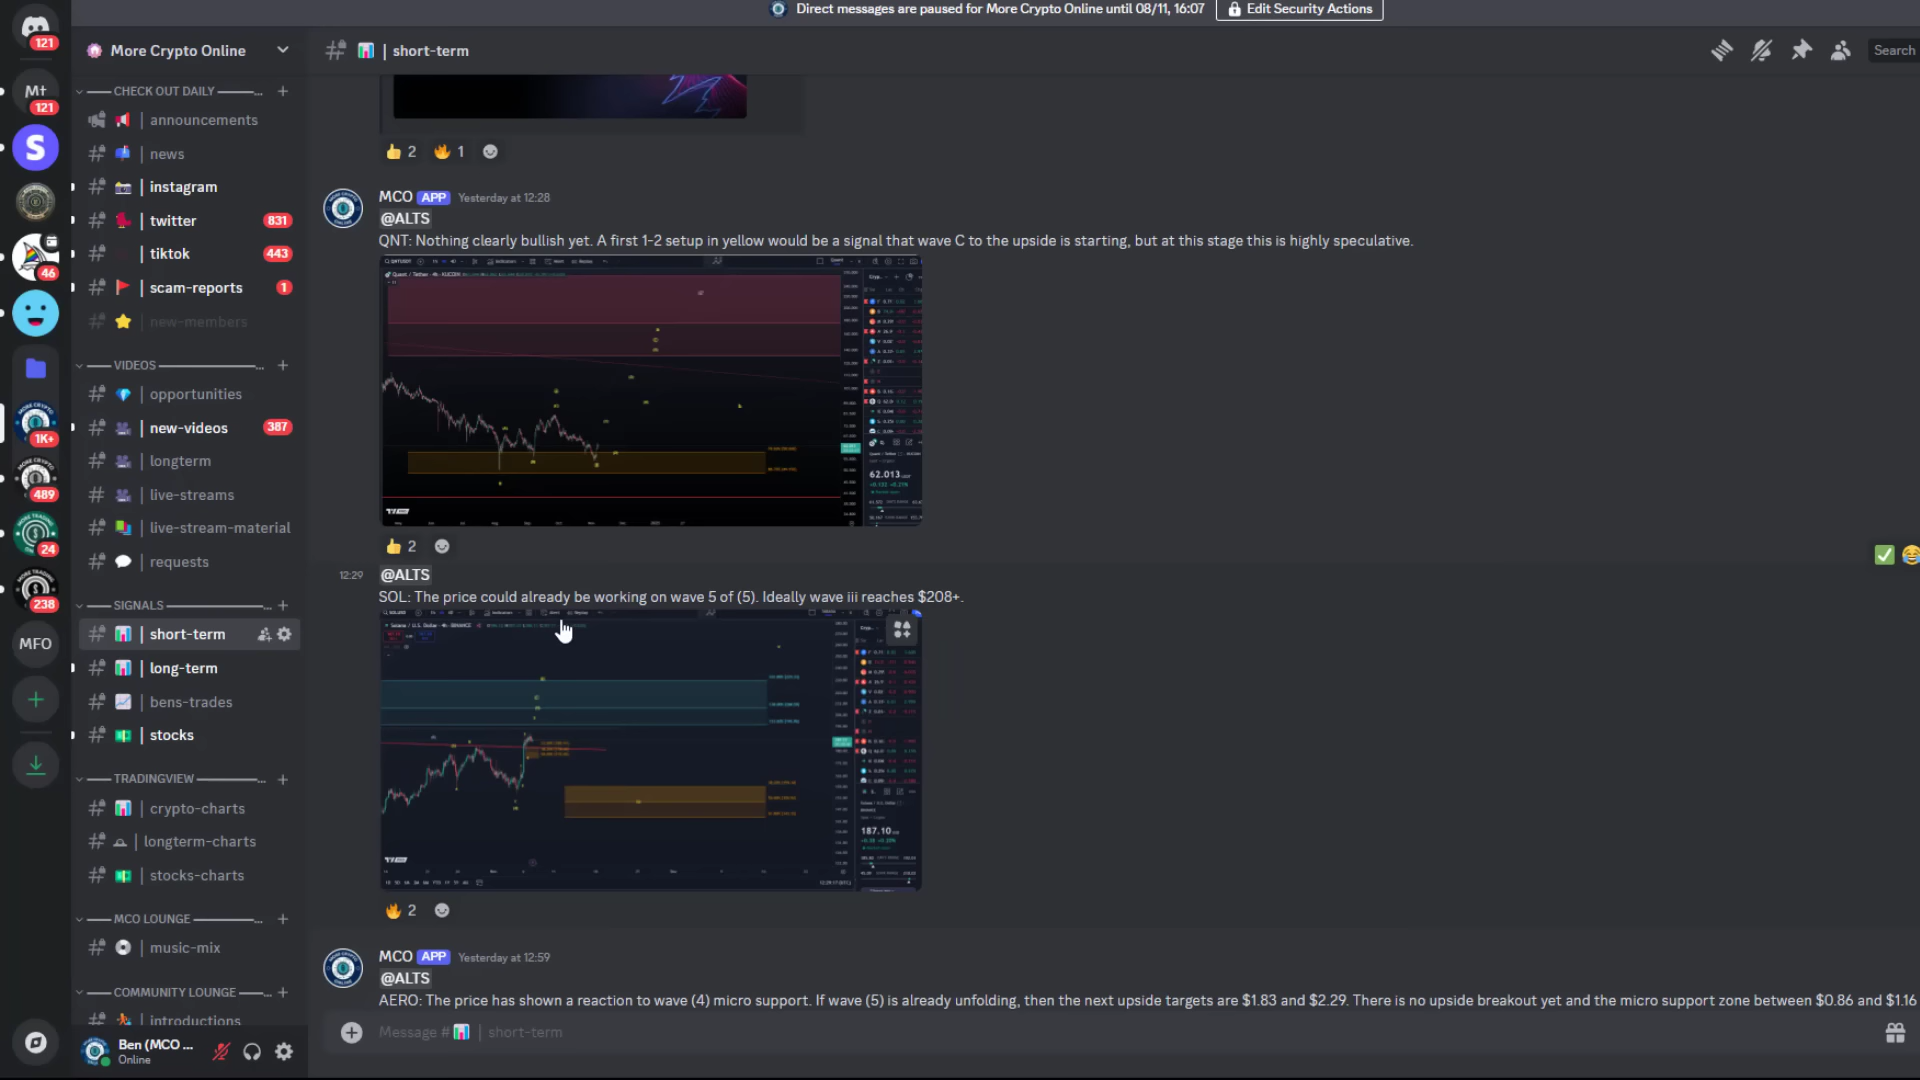 Direct messages are paused for More Crypto Online until 08/11, 16:07
Edit Security Actions
More Crypto Online
| short-term
Search
121
M+
121
S
46
1K+
489
24
238
MFO
CHECK OUT DAILY
| announcements
| news
| instagram
| twitter 831
| tiktok 443
| scam-reports 1
| new-members
VIDEOS
| opportunities
| new-videos 387
| longterm
| live-streams
| live-stream-material
| requests
SIGNALS
| short-term
| long-term
| bens-trades
| stocks
TRADINGVIEW
| crypto-charts
| longterm-charts
| stocks-charts
MCO LOUNGE
| music-mix
COMMUNITY LOUNGE
| introductions
Ben (MCO ...
Online
2 1
MCO APP Yesterday at 12:28
@ALTS
QNT: Nothing clearly bullish yet. A first 1-2 setup in yellow would be a signal that wave C to the upside is starting, but at this stage this is highly speculative.
Quant / Tether · 4h · KUCOIN
62.013
2
12:29 @ALTS
SOL: The price could already be working on wave 5 of (5). Ideally wave iii reaches $208+.
Solana / U.S. Dollar · 4h · BINANCE
187.10
2
MCO APP Yesterday at 12:59
@ALTS
AERO: The price has shown a reaction to wave (4) micro support. If wave (5) is already unfolding, then the next upside targets are $1.83 and $2.29. There is no upside breakout yet and the micro support zone between $0.86 and $1.16
Message # | short-term